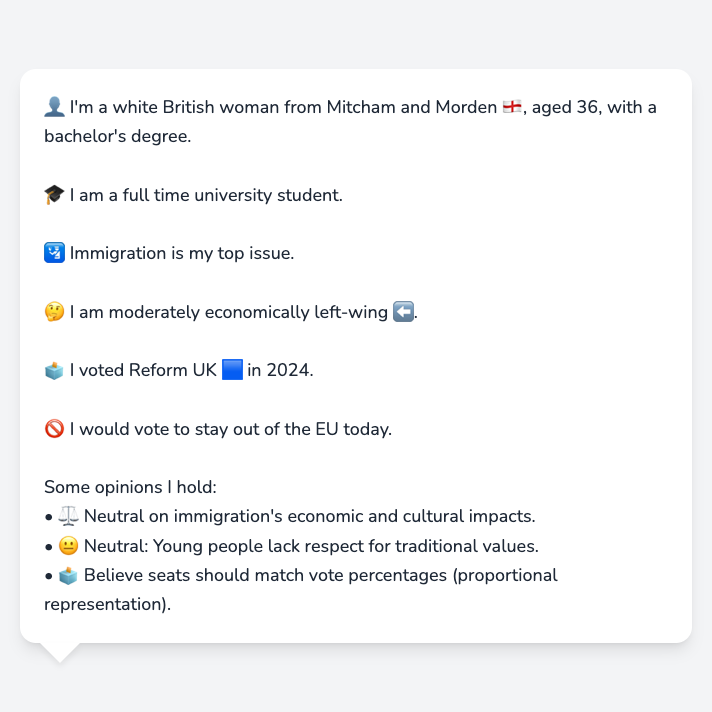 👤 I'm a white British woman from Mitcham and Morden 🏴󠁧󠁢󠁥󠁮󠁧󠁿, aged 36, with a
bachelor's degree.
🎓 I am a full time university student.
🛂 Immigration is my top issue.
🤔 I am moderately economically left-wing ⬅️.
🗳️ I voted Reform UK 🟦 in 2024.
🚫 I would vote to stay out of the EU today.
Some opinions I hold:
• ⚖️ Neutral on immigration's economic and cultural impacts.
• 😐 Neutral: Young people lack respect for traditional values.
• 🗳️ Believe seats should match vote percentages (proportional
representation).